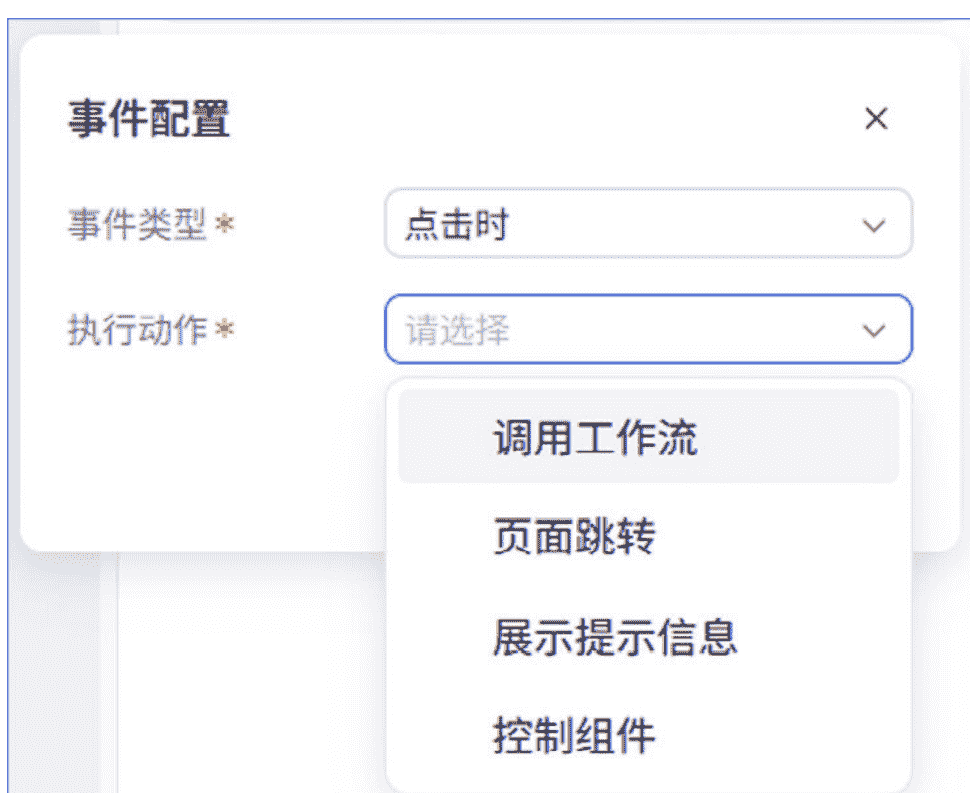 事件配置
事件类型* 点击时
执行动作* 请选择
调用工作流
页面跳转
展示提示信息
控制组件